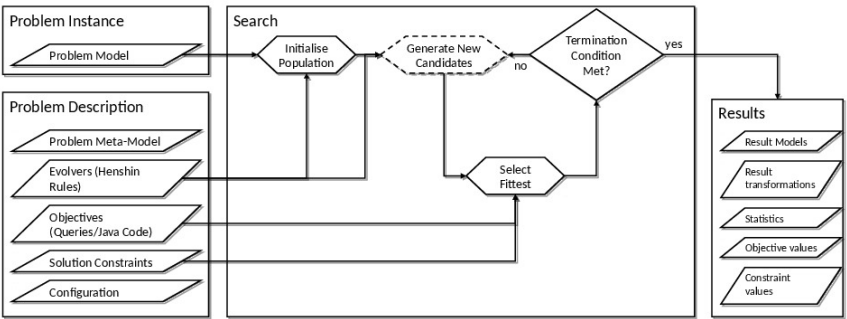 Problem Instance
Problem Model
Problem Description
Problem Meta-Model
Evolvers (Henshin
Rules)
Objectives
(Queries/Java Code)
Solution Constraints
Configuration
Search
Initialise
Population
Generate New
Candidates
no
Termination
Condition
Met?
yes
Select
Fittest
Results
Result Models
Result
transformations
Statistics
Objective values
Constraint
values